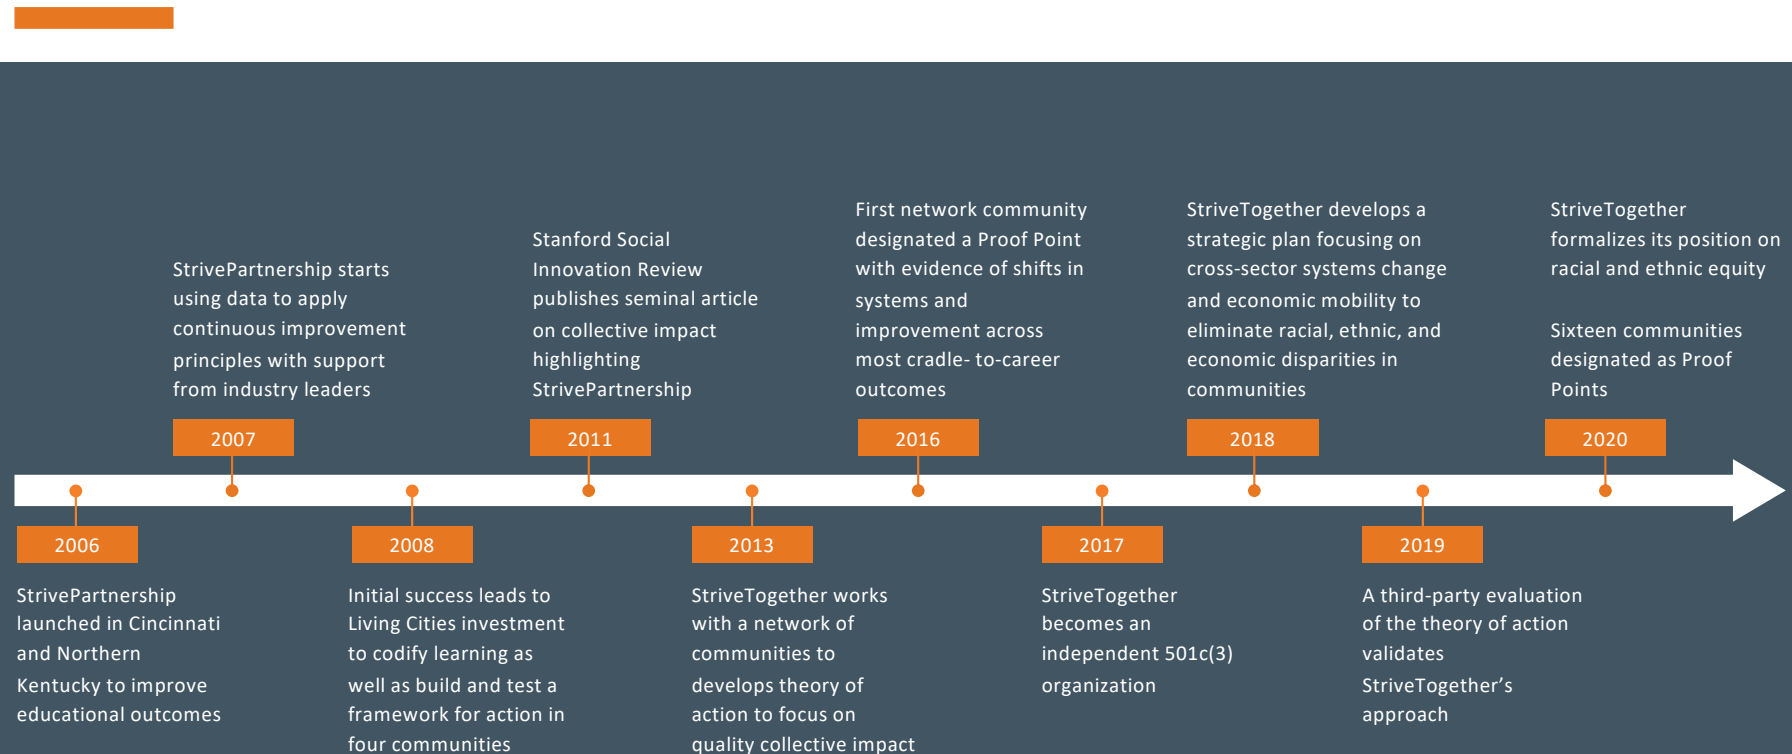 StrivePartnership starts
using data to apply
continuous improvement
principles with support
from industry leaders
2007
Stanford Social
Innovation Review
publishes seminal article
on collective impact
highlighting
StrivePartnership
2011
First network community
designated a Proof Point
with evidence of shifts in
systems and
improvement across
most cradle- to-career
outcomes
2016
StriveTogether develops a
strategic plan focusing on
cross-sector systems change
and economic mobility to
eliminate racial, ethnic, and
economic disparities in
communities
2018
StriveTogether
formalizes its position on
racial and ethnic equity
Sixteen communities
designated as Proof
Points
2020
2006
StrivePartnership
launched in Cincinnati
and Northern
Kentucky to improve
educational outcomes
2008
Initial success leads to
Living Cities investment
to codify learning as
well as build and test a
framework for action in
four communities
2013
StriveTogether works
with a network of
communities to
develops theory of
action to focus on
quality collective impact
2017
StriveTogether
becomes an
independent 501c(3)
organization
2019
A third-party evaluation
of the theory of action
validates
StriveTogether’s
approach